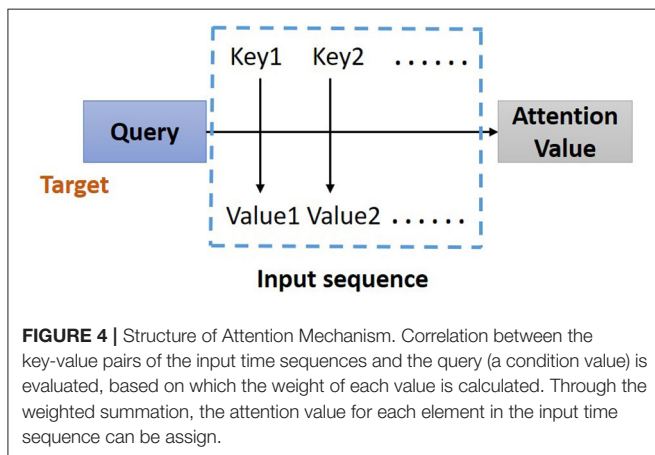 Key1 Key2 ......
Query
Attention
Value
Target
Value1 Value2 ......
Input sequence
FIGURE 4 | Structure of Attention Mechanism. Correlation between the
key-value pairs of the input time sequences and the query (a condition value) is
evaluated, based on which the weight of each value is calculated. Through the
weighted summation, the attention value for each element in the input time
sequence can be assign.